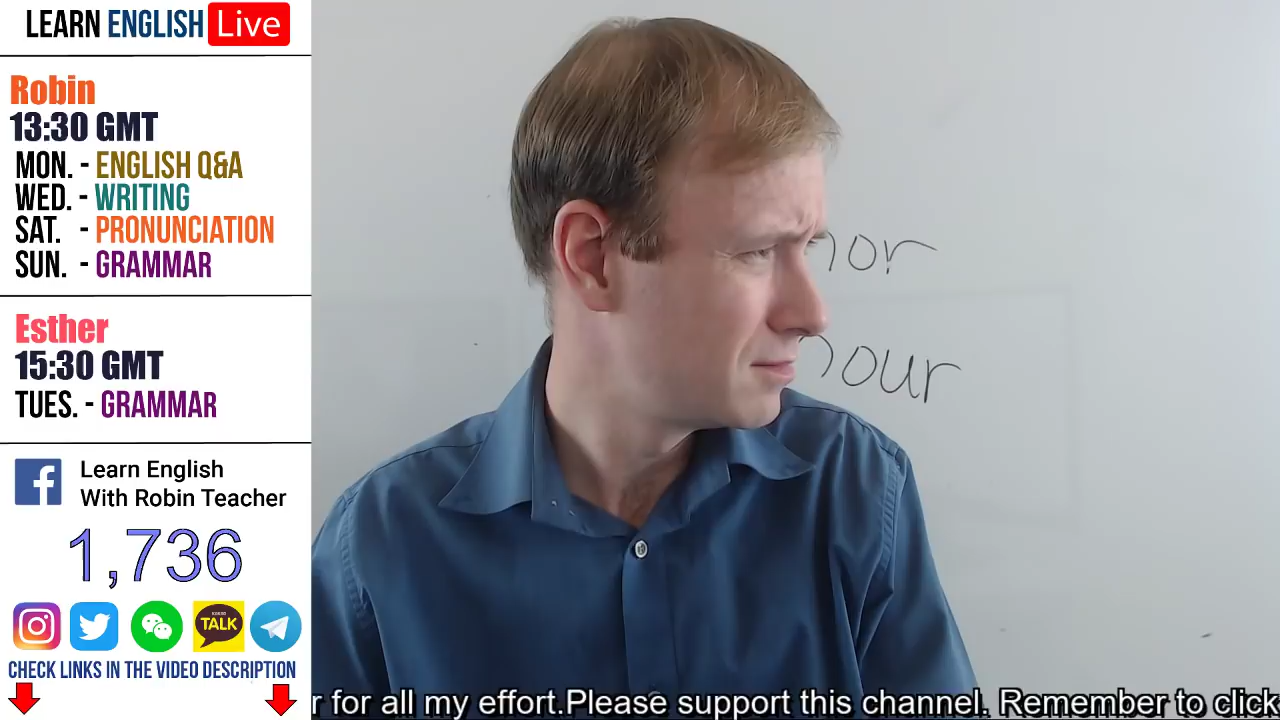 LEARN ENGLISH Live
Robin
13:30 GMT
MON. - ENGLISH Q&A
WED. - WRITING
SAT. - PRONUNCIATION
SUN. - GRAMMAR
Esther
15:30 GMT
TUES. - GRAMMAR
Learn English
With Robin Teacher
1,736
KAKAO
TALK
CHECK LINKS IN THE VIDEO DESCRIPTION
r for all my effort.Please support this channel. Remember to click